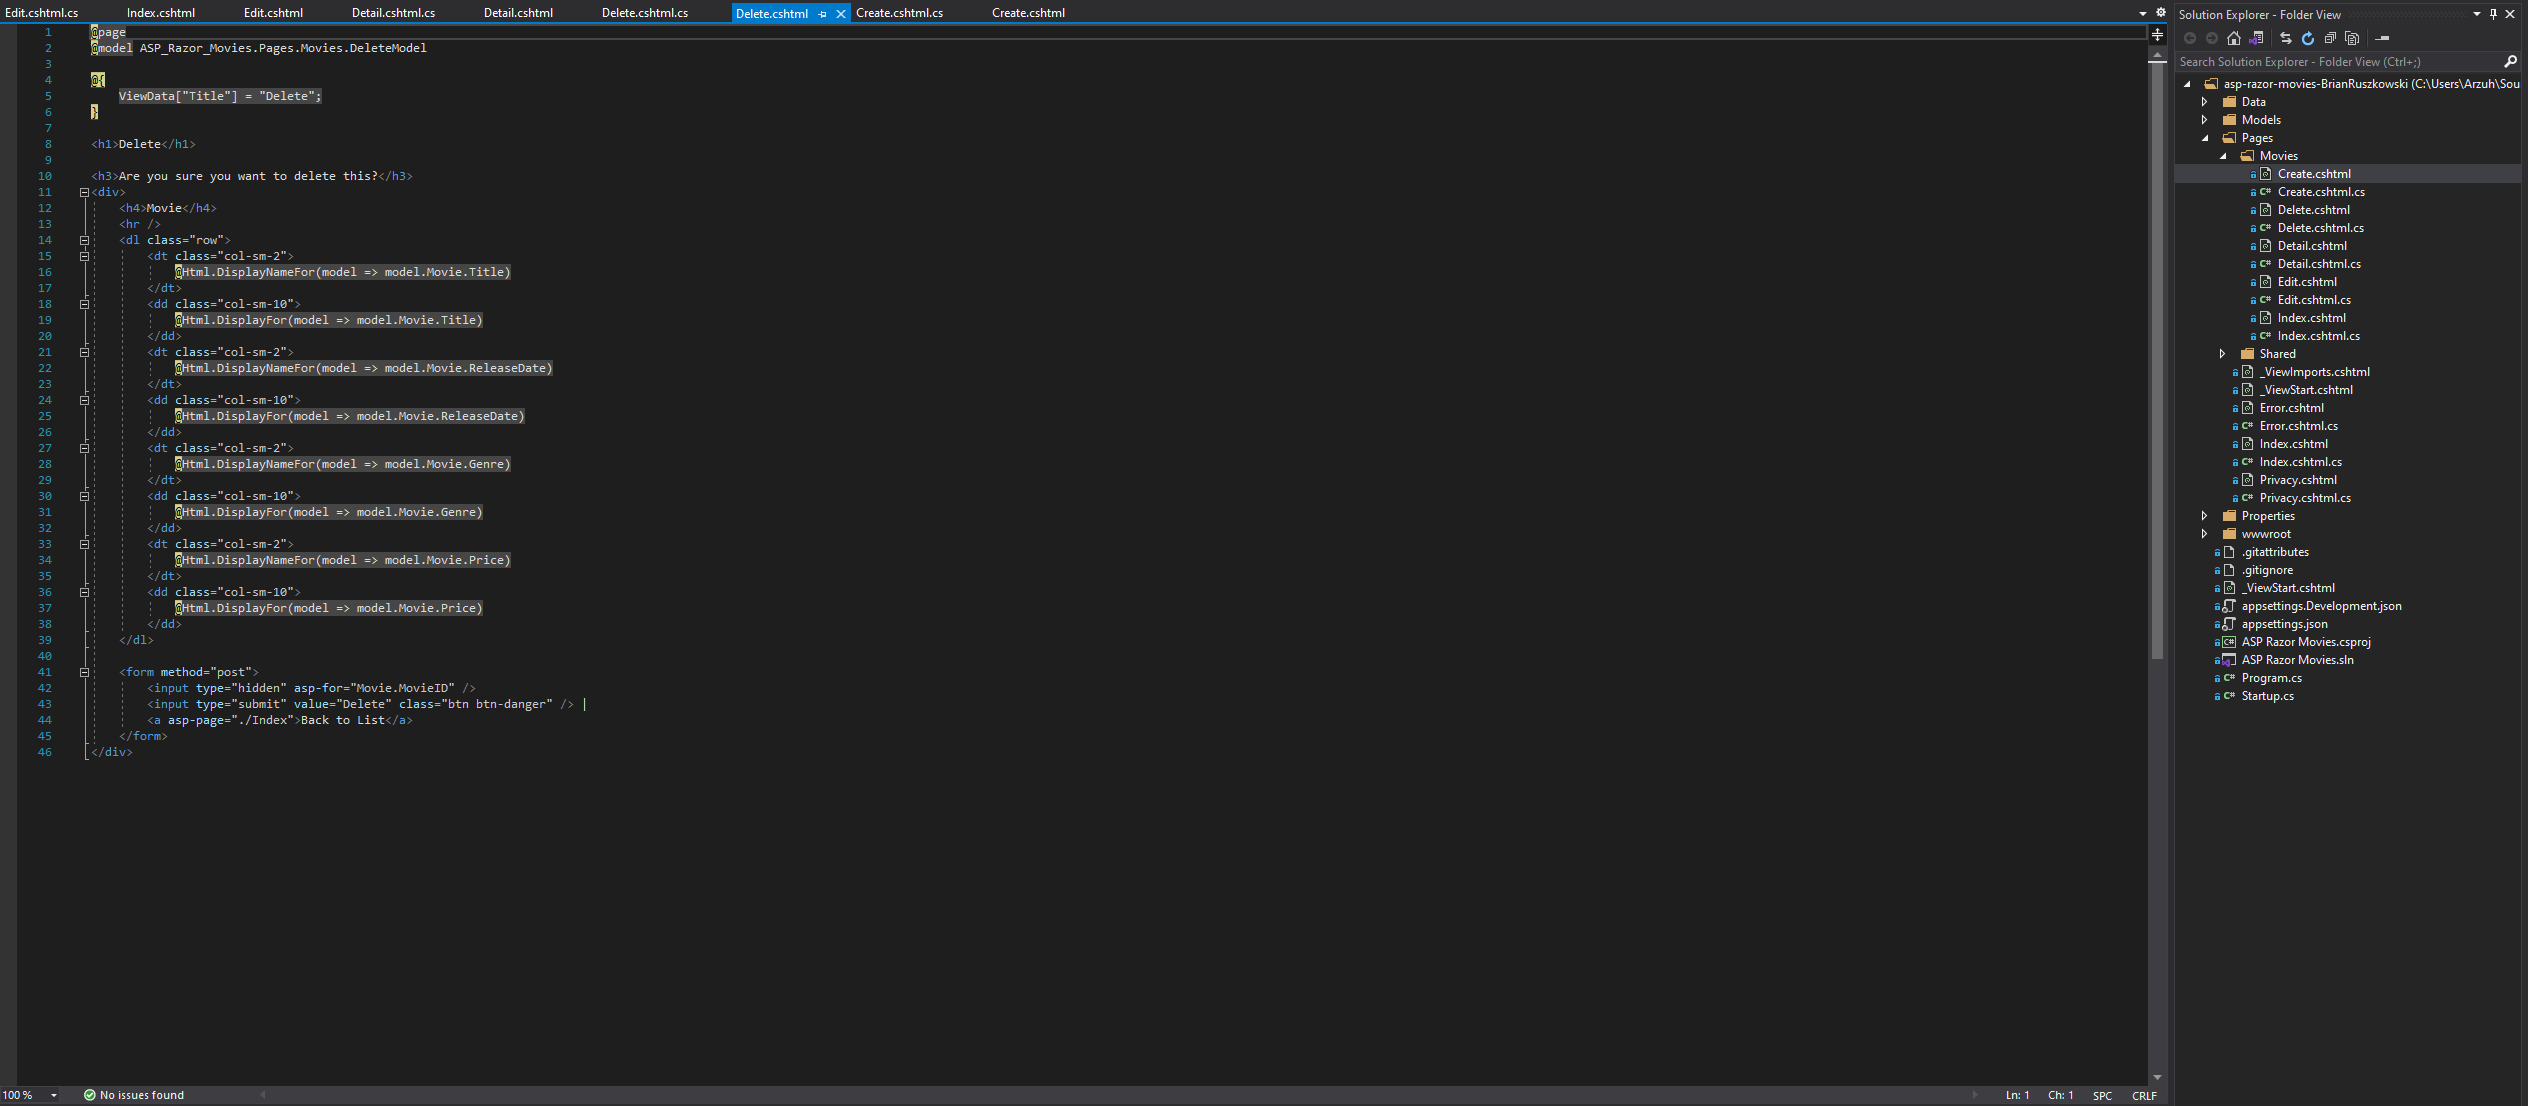 Edit.cshtml.cs Index.cshtml Edit.cshtml Detail.cshtml.cs Detail.cshtml Delete.cshtml.cs Delete.cshtml Create.cshtml.cs Create.cshtml
1 @page
2 @model ASP_Razor_Movies.Pages.Movies.DeleteModel
3
4 @{
5 ViewData["Title"] = "Delete";
6 }
7
8 <h1>Delete</h1>
9
10 <h3>Are you sure you want to delete this?</h3>
11 <div>
12 <h4>Movie</h4>
13 <hr />
14 <dl class="row">
15 <dt class="col-sm-2">
16 @Html.DisplayNameFor(model => model.Movie.Title)
17 </dt>
18 <dd class="col-sm-10">
19 @Html.DisplayFor(model => model.Movie.Title)
20 </dd>
21 <dt class="col-sm-2">
22 @Html.DisplayNameFor(model => model.Movie.ReleaseDate)
23 </dt>
24 <dd class="col-sm-10">
25 @Html.DisplayFor(model => model.Movie.ReleaseDate)
26 </dd>
27 <dt class="col-sm-2">
28 @Html.DisplayNameFor(model => model.Movie.Genre)
29 </dt>
30 <dd class="col-sm-10">
31 @Html.DisplayFor(model => model.Movie.Genre)
32 </dd>
33 <dt class="col-sm-2">
34 @Html.DisplayNameFor(model => model.Movie.Price)
35 </dt>
36 <dd class="col-sm-10">
37 @Html.DisplayFor(model => model.Movie.Price)
38 </dd>
39 </dl>
40
41 <form method="post">
42 <input type="hidden" asp-for="Movie.MovieID" />
43 <input type="submit" value="Delete" class="btn btn-danger" /> |
44 <a asp-page="./Index">Back to List</a>
45 </form>
46 </div>
100 % No issues found Ln: 1 Ch: 1 SPC CRLF
Solution Explorer - Folder View
Search Solution Explorer - Folder View (Ctrl+;)
asp-razor-movies-BrianRuszkowski (C:\Users\Arzuh\Sou
Data
Models
Pages
Movies
Create.cshtml
C# Create.cshtml.cs
Delete.cshtml
C# Delete.cshtml.cs
Detail.cshtml
C# Detail.cshtml.cs
Edit.cshtml
C# Edit.cshtml.cs
Index.cshtml
C# Index.cshtml.cs
Shared
_ViewImports.cshtml
_ViewStart.cshtml
Error.cshtml
C# Error.cshtml.cs
Index.cshtml
C# Index.cshtml.cs
Privacy.cshtml
C# Privacy.cshtml.cs
Properties
wwwroot
.gitattributes
.gitignore
_ViewStart.cshtml
appsettings.Development.json
appsettings.json
C# ASP Razor Movies.csproj
ASP Razor Movies.sln
C# Program.cs
C# Startup.cs